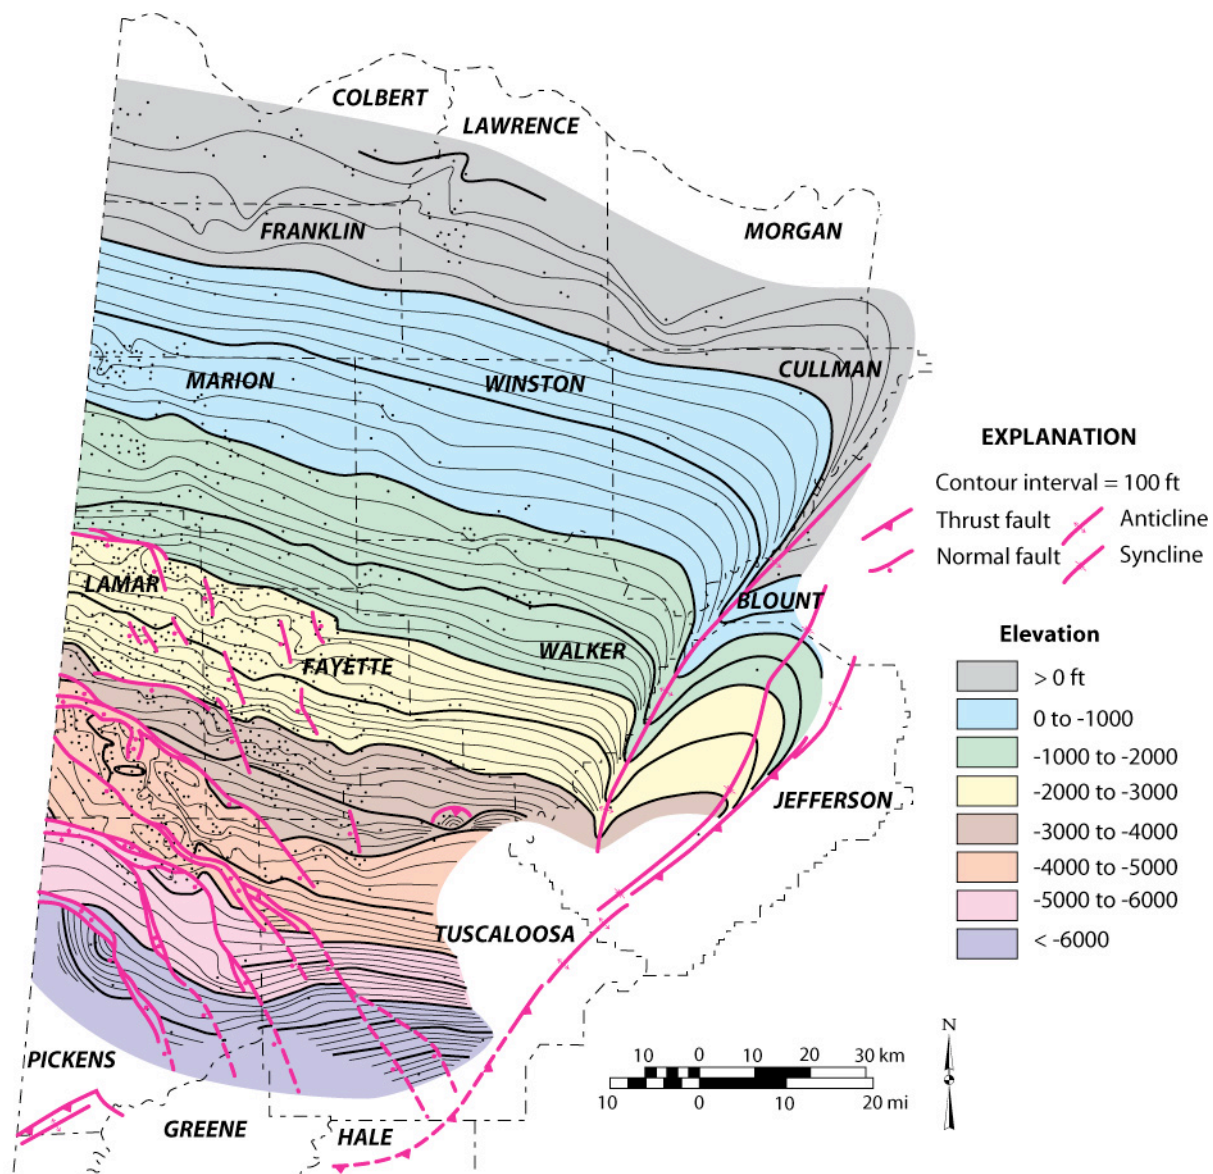 COLBERT
LAWRENCE
FRANKLIN
MORGAN
MARION
WINSTON
CULLMAN
LAMAR
FAYETTE
WALKER
BLOUNT
JEFFERSON
TUSCALOOSA
PICKENS
GREENE
HALE
EXPLANATION
Contour interval = 100 ft
Thrust fault
Anticline
Normal fault
Syncline
Elevation
> 0 ft
0 to -1000
-1000 to -2000
-2000 to -3000
-3000 to -4000
-4000 to -5000
-5000 to -6000
< -6000
N
10 0 10 20 30 km
10 0 10 20 mi